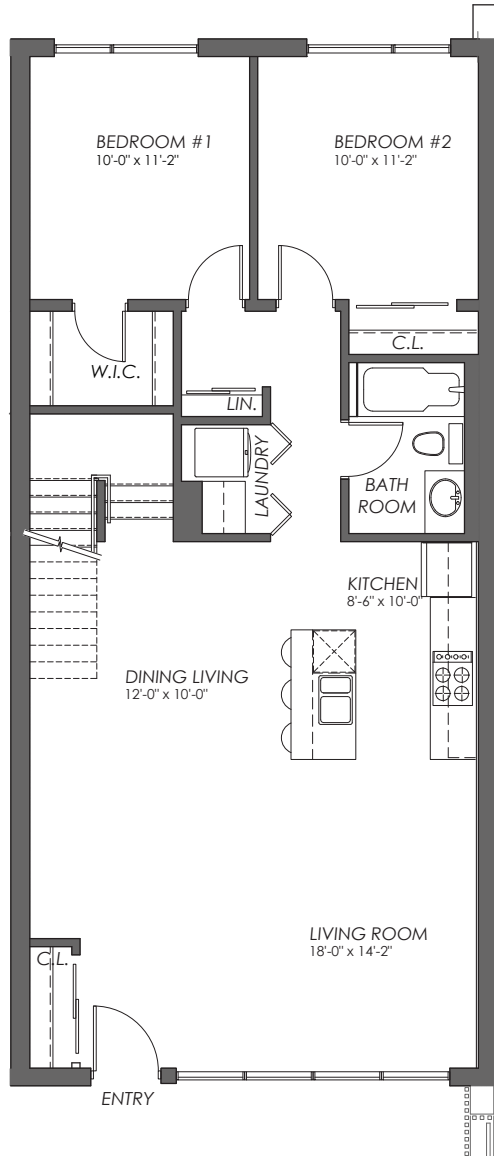 BEDROOM #1
10'-0" x 11'-2"
BEDROOM #2
10'-0" x 11'-2"
W.I.C.
C.L.
LIN.
LAUNDRY
BATH
ROOM
KITCHEN
8'-6" x 10'-0"
DINING LIVING
12'-0" x 10'-0"
LIVING ROOM
18'-0" x 14'-2"
C.L.
ENTRY